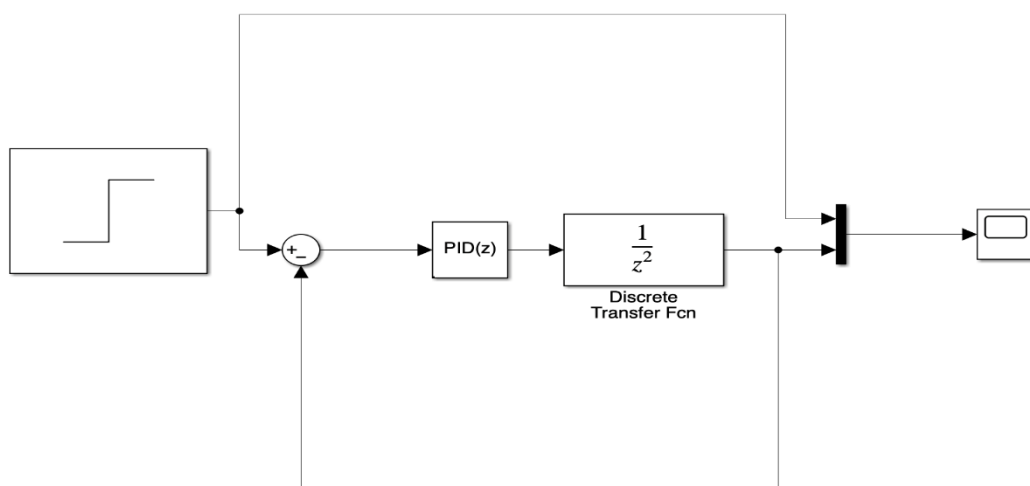 +
−
PID(z)
1
z²
Discrete
Transfer Fcn